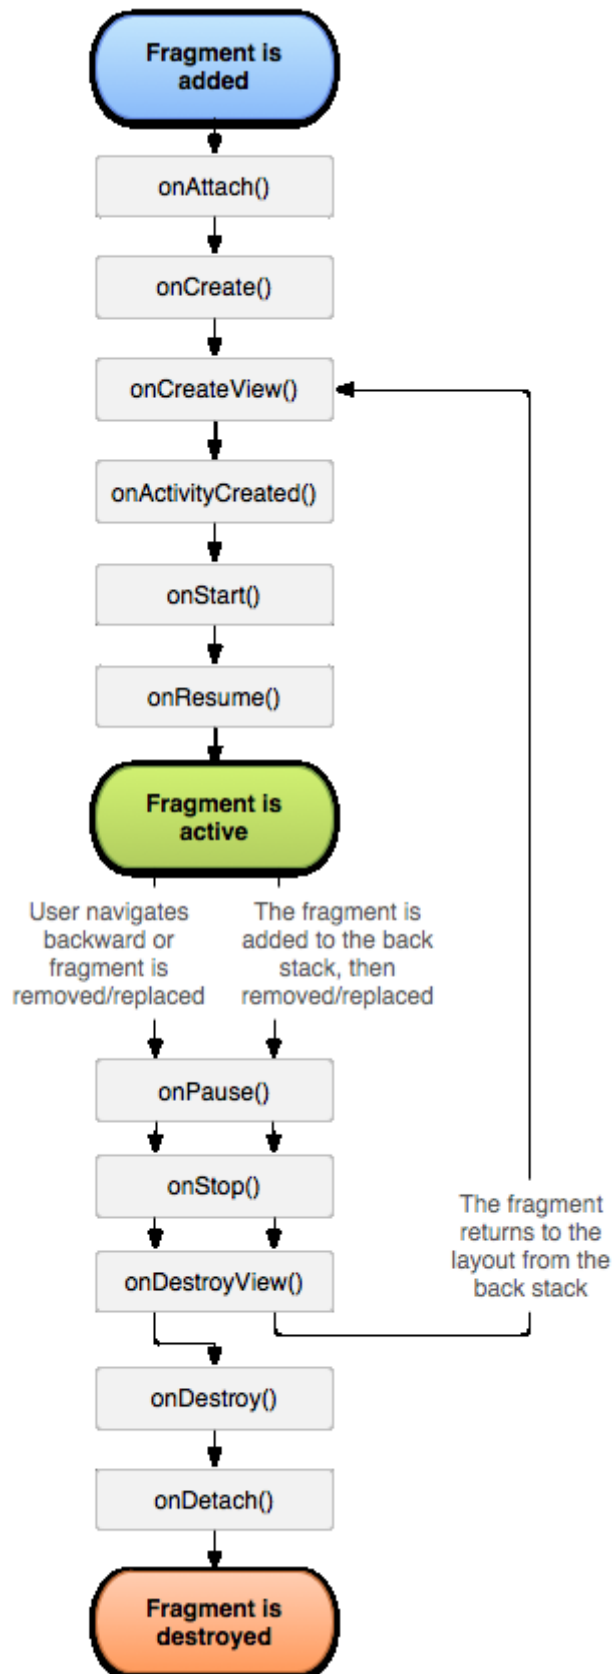 Fragment is
added
onAttach()
onCreate()
onCreateView()
onActivityCreated()
onStart()
onResume()
Fragment is
active
User navigates
backward or
fragment is
removed/replaced
The fragment is
added to the back
stack, then
removed/replaced
onPause()
onStop()
onDestroyView()
The fragment
returns to the
layout from the
back stack
onDestroy()
onDetach()
Fragment is
destroyed